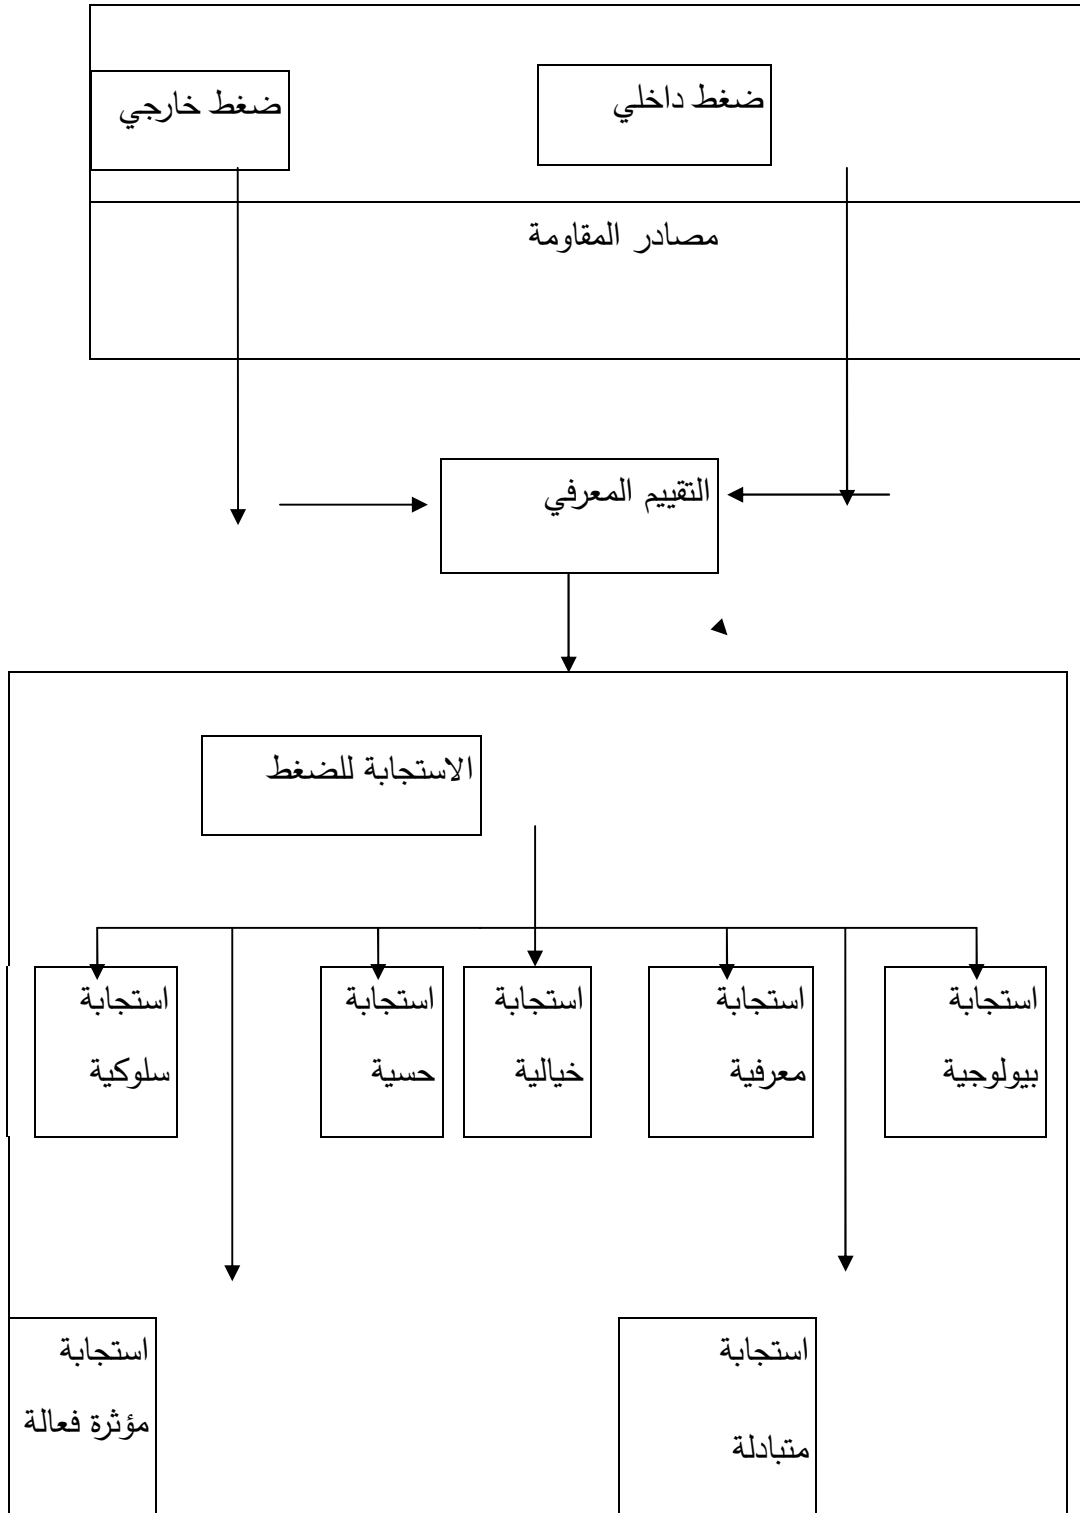 ضغط داخلي
ضغط خارجي
مصادر المقاومة
التقييم المعرفي
الاستجابة للضغط
استجابة
بيولوجية
استجابة
معرفية
استجابة
خيالية
استجابة
حسية
استجابة
سلوكية
استجابة
متبادلة
استجابة
مؤثرة فعالة